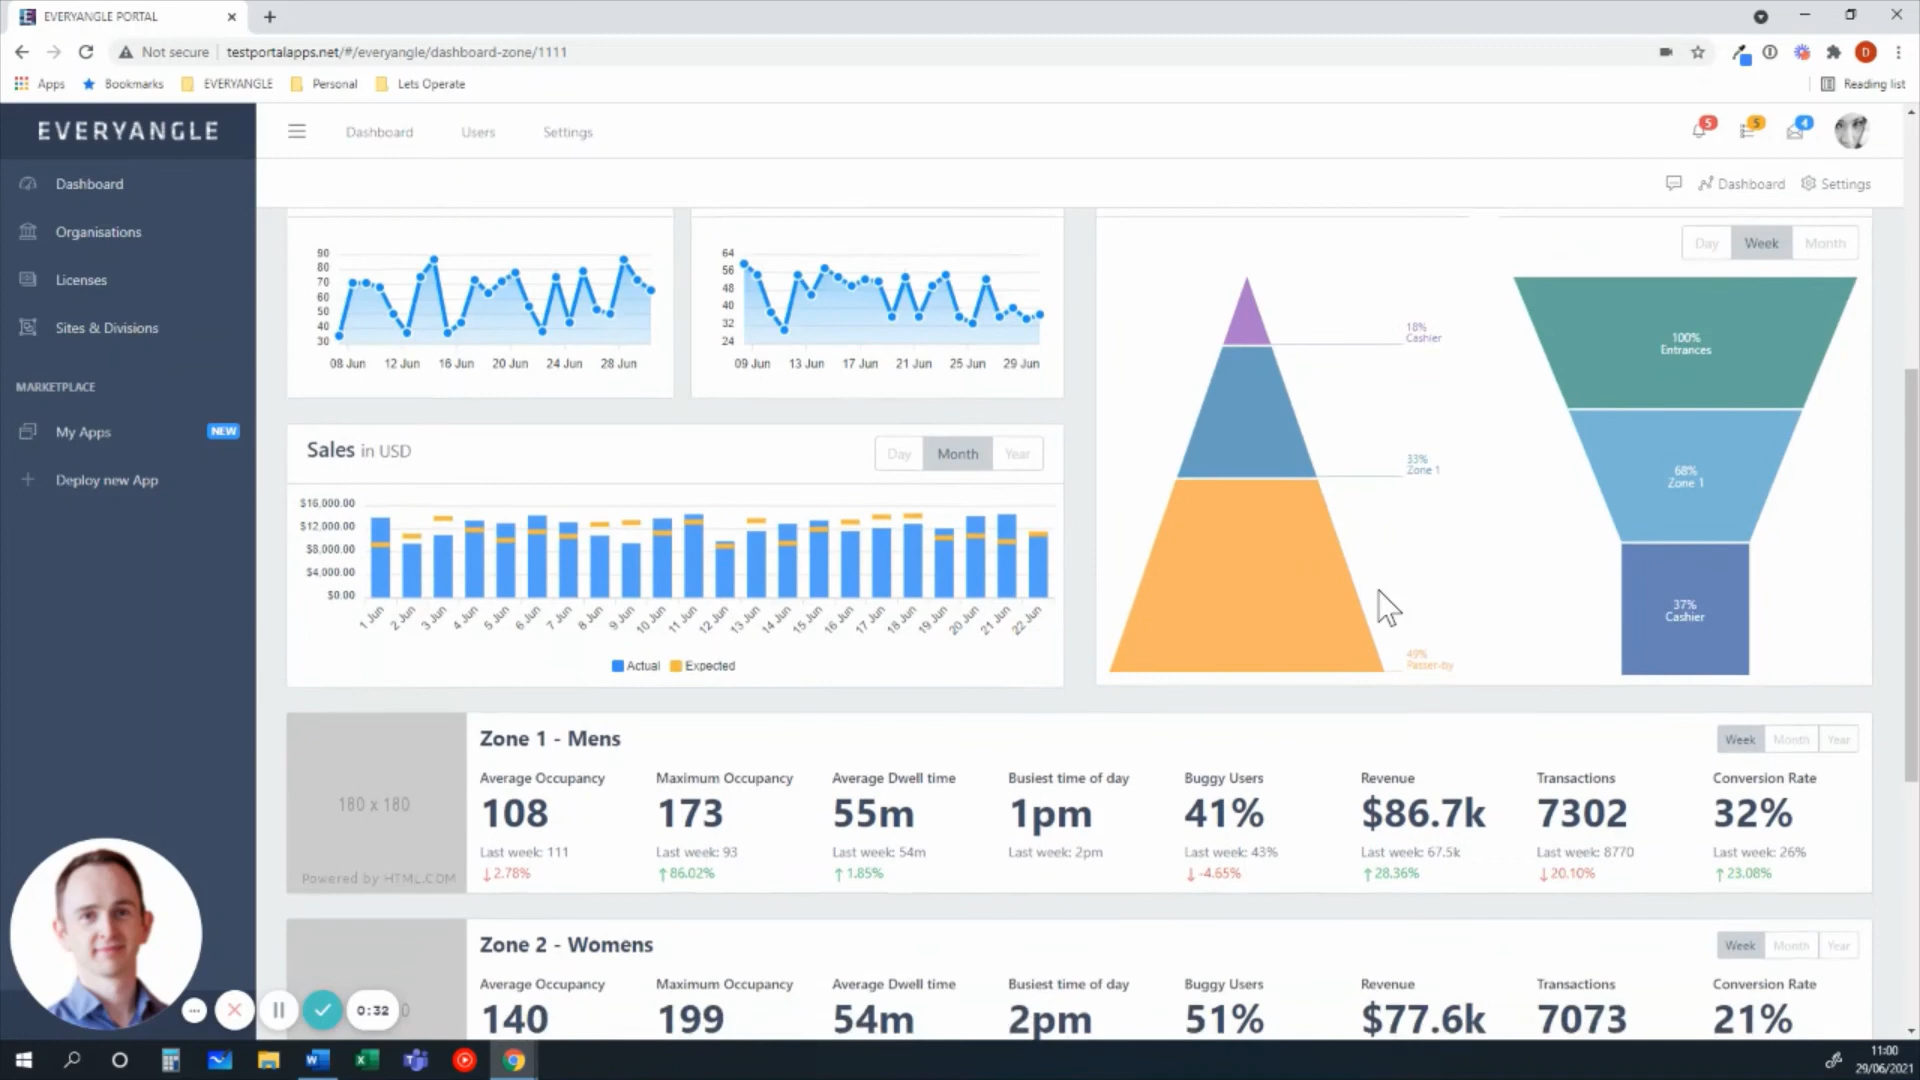 EVERYANGLE PORTAL
Not secure
testportalapps.net/#/everyangle/dashboard-zone/1111
D
Apps
Bookmarks
EVERYANGLE
Personal
Lets Operate
Reading list
EVERYANGLE
Dashboard
Users
Settings
5
5
4
Dashboard
Settings
Dashboard
Organisations
Licenses
Sites & Divisions
MARKETPLACE
My Apps
NEW
Deploy new App
90
80
70
60
50
40
30
08 Jun 12 Jun 16 Jun 20 Jun 24 Jun 28 Jun
64
56
48
40
32
24
09 Jun 13 Jun 17 Jun 21 Jun 25 Jun 29 Jun
Day Week Month
18%
Cashier
33%
Zone 1
49%
Passer-by
100%
Entrances
68%
Zone 1
37%
Cashier
Sales in USD
Day Month Year
$16,000.00
$12,000.00
$8,000.00
$4,000.00
$0.00
1 Jun 2 Jun 3 Jun 4 Jun 5 Jun 6 Jun 7 Jun 8 Jun 9 Jun 10 Jun 11 Jun 12 Jun 13 Jun 14 Jun 15 Jun 16 Jun 17 Jun 18 Jun 19 Jun 20 Jun 21 Jun 22 Jun
Actual Expected
180 x 180
Powered by HTML.COM
Zone 1 - Mens
Week Month Year
Average Occupancy Maximum Occupancy Average Dwell time Busiest time of day Buggy Users Revenue Transactions Conversion Rate
108 173 55m 1pm 41% $86.7k 7302 32%
Last week: 111 Last week: 93 Last week: 54m Last week: 2pm Last week: 43% Last week: 67.5k Last week: 8770 Last week: 26%
↓2.78% ↑86.02% ↑1.85% ↓-4.65% ↑28.36% ↓20.10% ↑23.08%
Zone 2 - Womens
Week Month Year
Average Occupancy Maximum Occupancy Average Dwell time Busiest time of day Buggy Users Revenue Transactions Conversion Rate
140 199 54m 2pm 51% $77.6k 7073 21%
0:32
0
11:00
29/06/2021